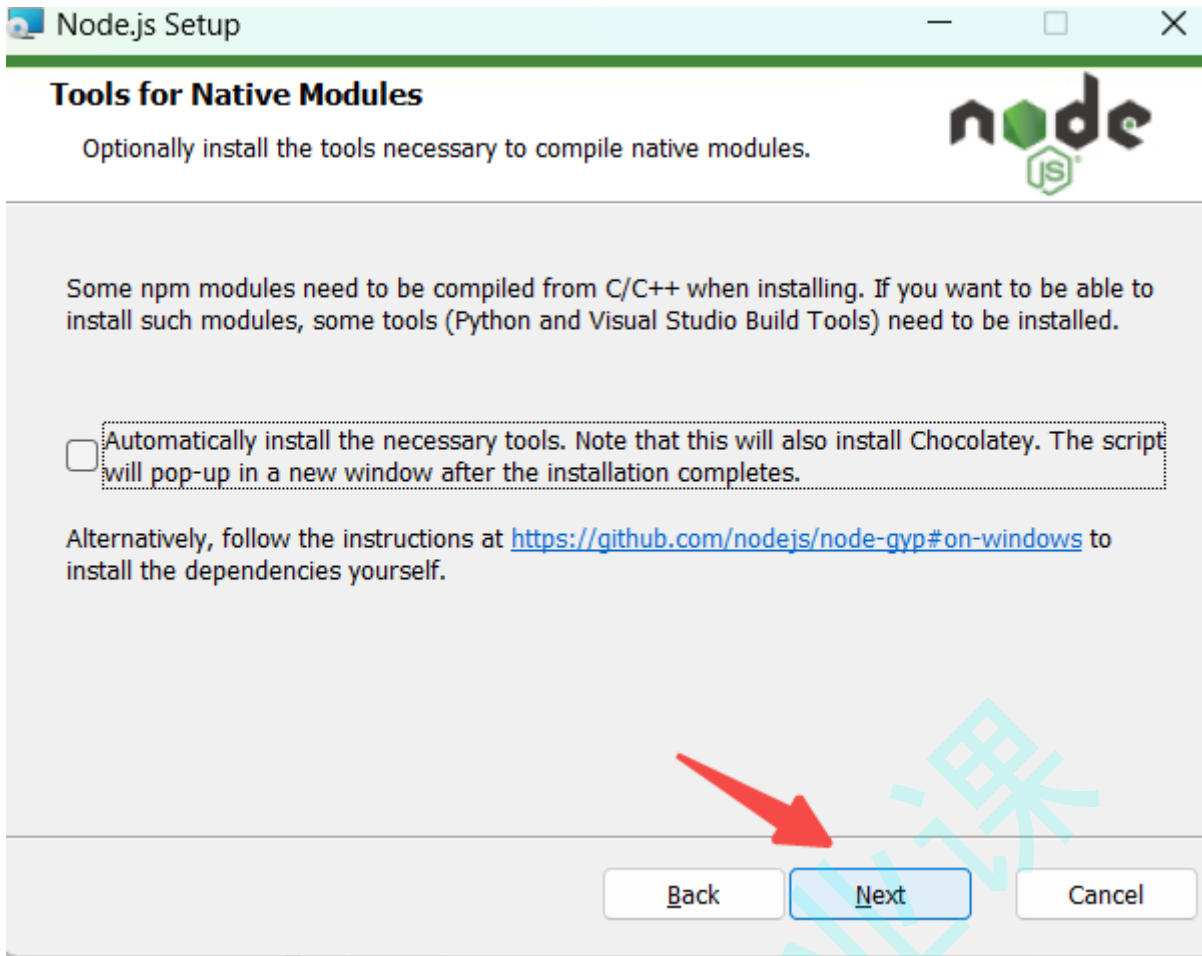 Node.js Setup
Tools for Native Modules
Optionally install the tools necessary to compile native modules.
node
JS
Some npm modules need to be compiled from C/C++ when installing. If you want to be able to
install such modules, some tools (Python and Visual Studio Build Tools) need to be installed.
Automatically install the necessary tools. Note that this will also install Chocolatey. The script
will pop-up in a new window after the installation completes.
Alternatively, follow the instructions at https://github.com/nodejs/node-gyp#on-windows to
install the dependencies yourself.
Back
Next
Cancel
业课